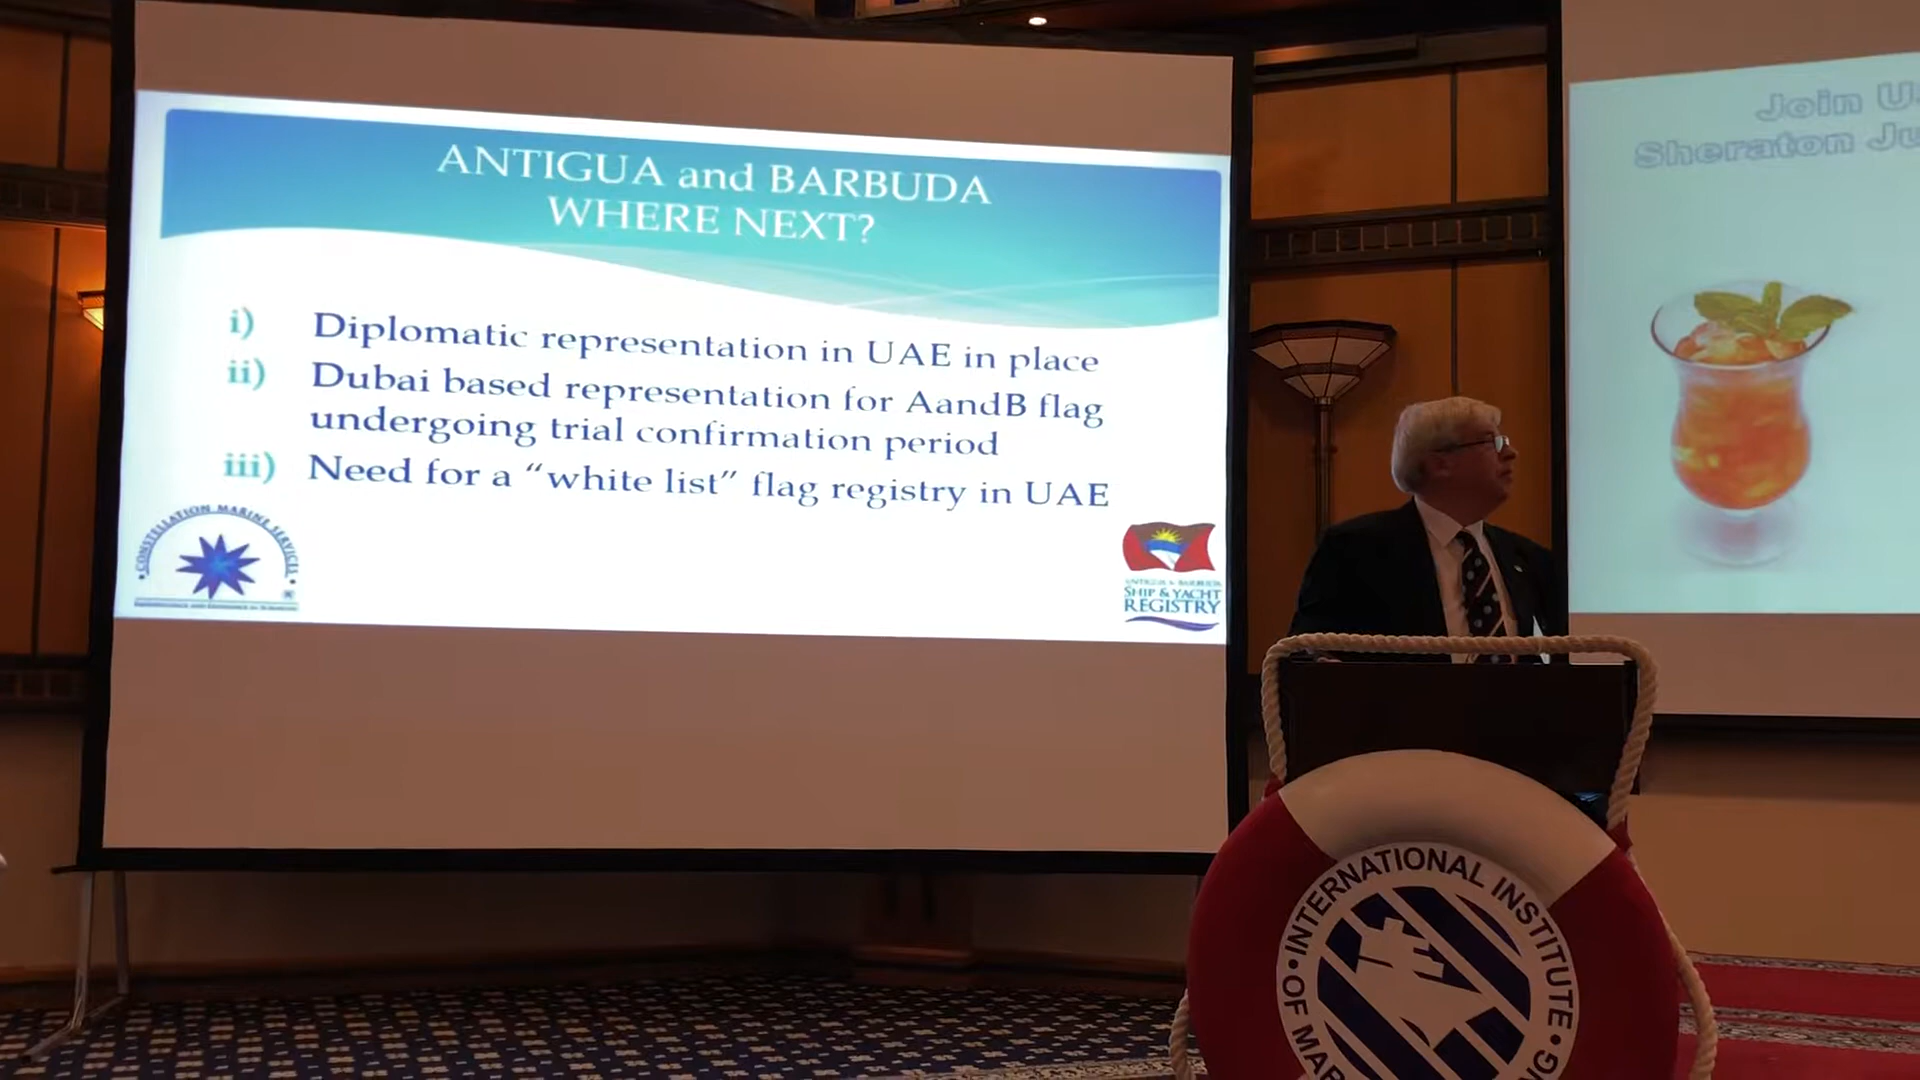 ANTIGUA and BARBUDA
WHERE NEXT?
i) Diplomatic representation in UAE in place
ii) Dubai based representation for AandB flag
undergoing trial confirmation period
iii) Need for a “white list” flag registry in UAE
• CONSTELLATION MARINE SERVICES •
ANTIGUA & BARBUDA
SHIP & YACHT
REGISTRY
Join
Sheraton
• INTERNATIONAL INSTITUTE •
OF